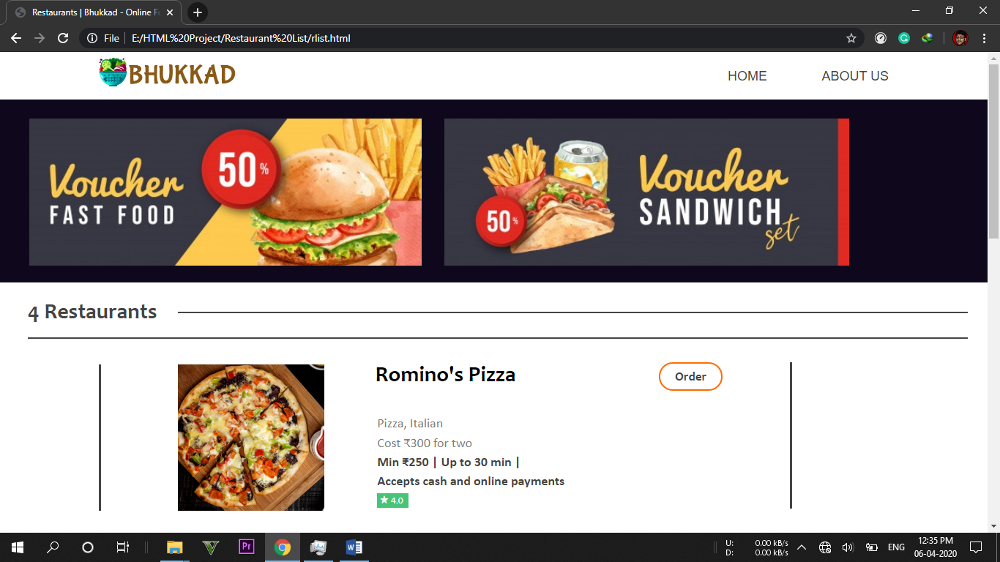 Restaurants | Bhukkad - Online Fo
File
E:/HTML%20Project/Restaurant%20List/rlist.html
BHUKKAD
HOME
ABOUT US
Voucher
FAST FOOD
50%
50%
Voucher
SANDWICH
set
4 Restaurants
Romino's Pizza
Order
Pizza, Italian
Cost ₹300 for two
Min ₹250 | Up to 30 min |
Accepts cash and online payments
★ 4.0
V
Pr
W
U: 0.00 kB/s
D: 0.00 kB/s
ENG
12:35 PM
06-04-2020